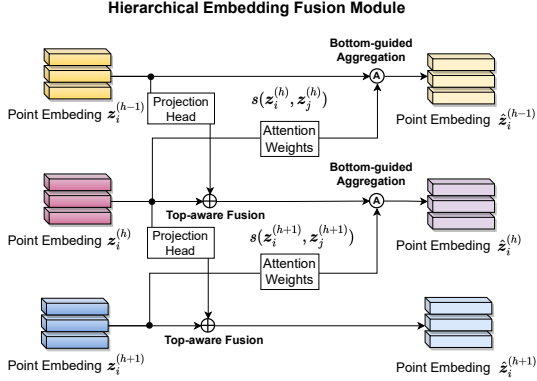 Hierarchical Embedding Fusion Module
Bottom-guided
Aggregation
A
Point Embeding z_i^{(h-1)}
Projection
Head
s(z_i^{(h)}, z_j^{(h)})
Point Embeding ẑ_i^{(h-1)}
Attention
Weights
Bottom-guided
Aggregation
A
Top-aware Fusion
Point Embeding z_i^{(h)}
Projection
Head
s(z_i^{(h+1)}, z_j^{(h+1)})
Point Embeding
ẑ_i^{(h)}
Attention
Weights
Top-aware Fusion
Point Embeding z_i^{(h+1)}
Point Embeding ẑ_i^{(h+1)}